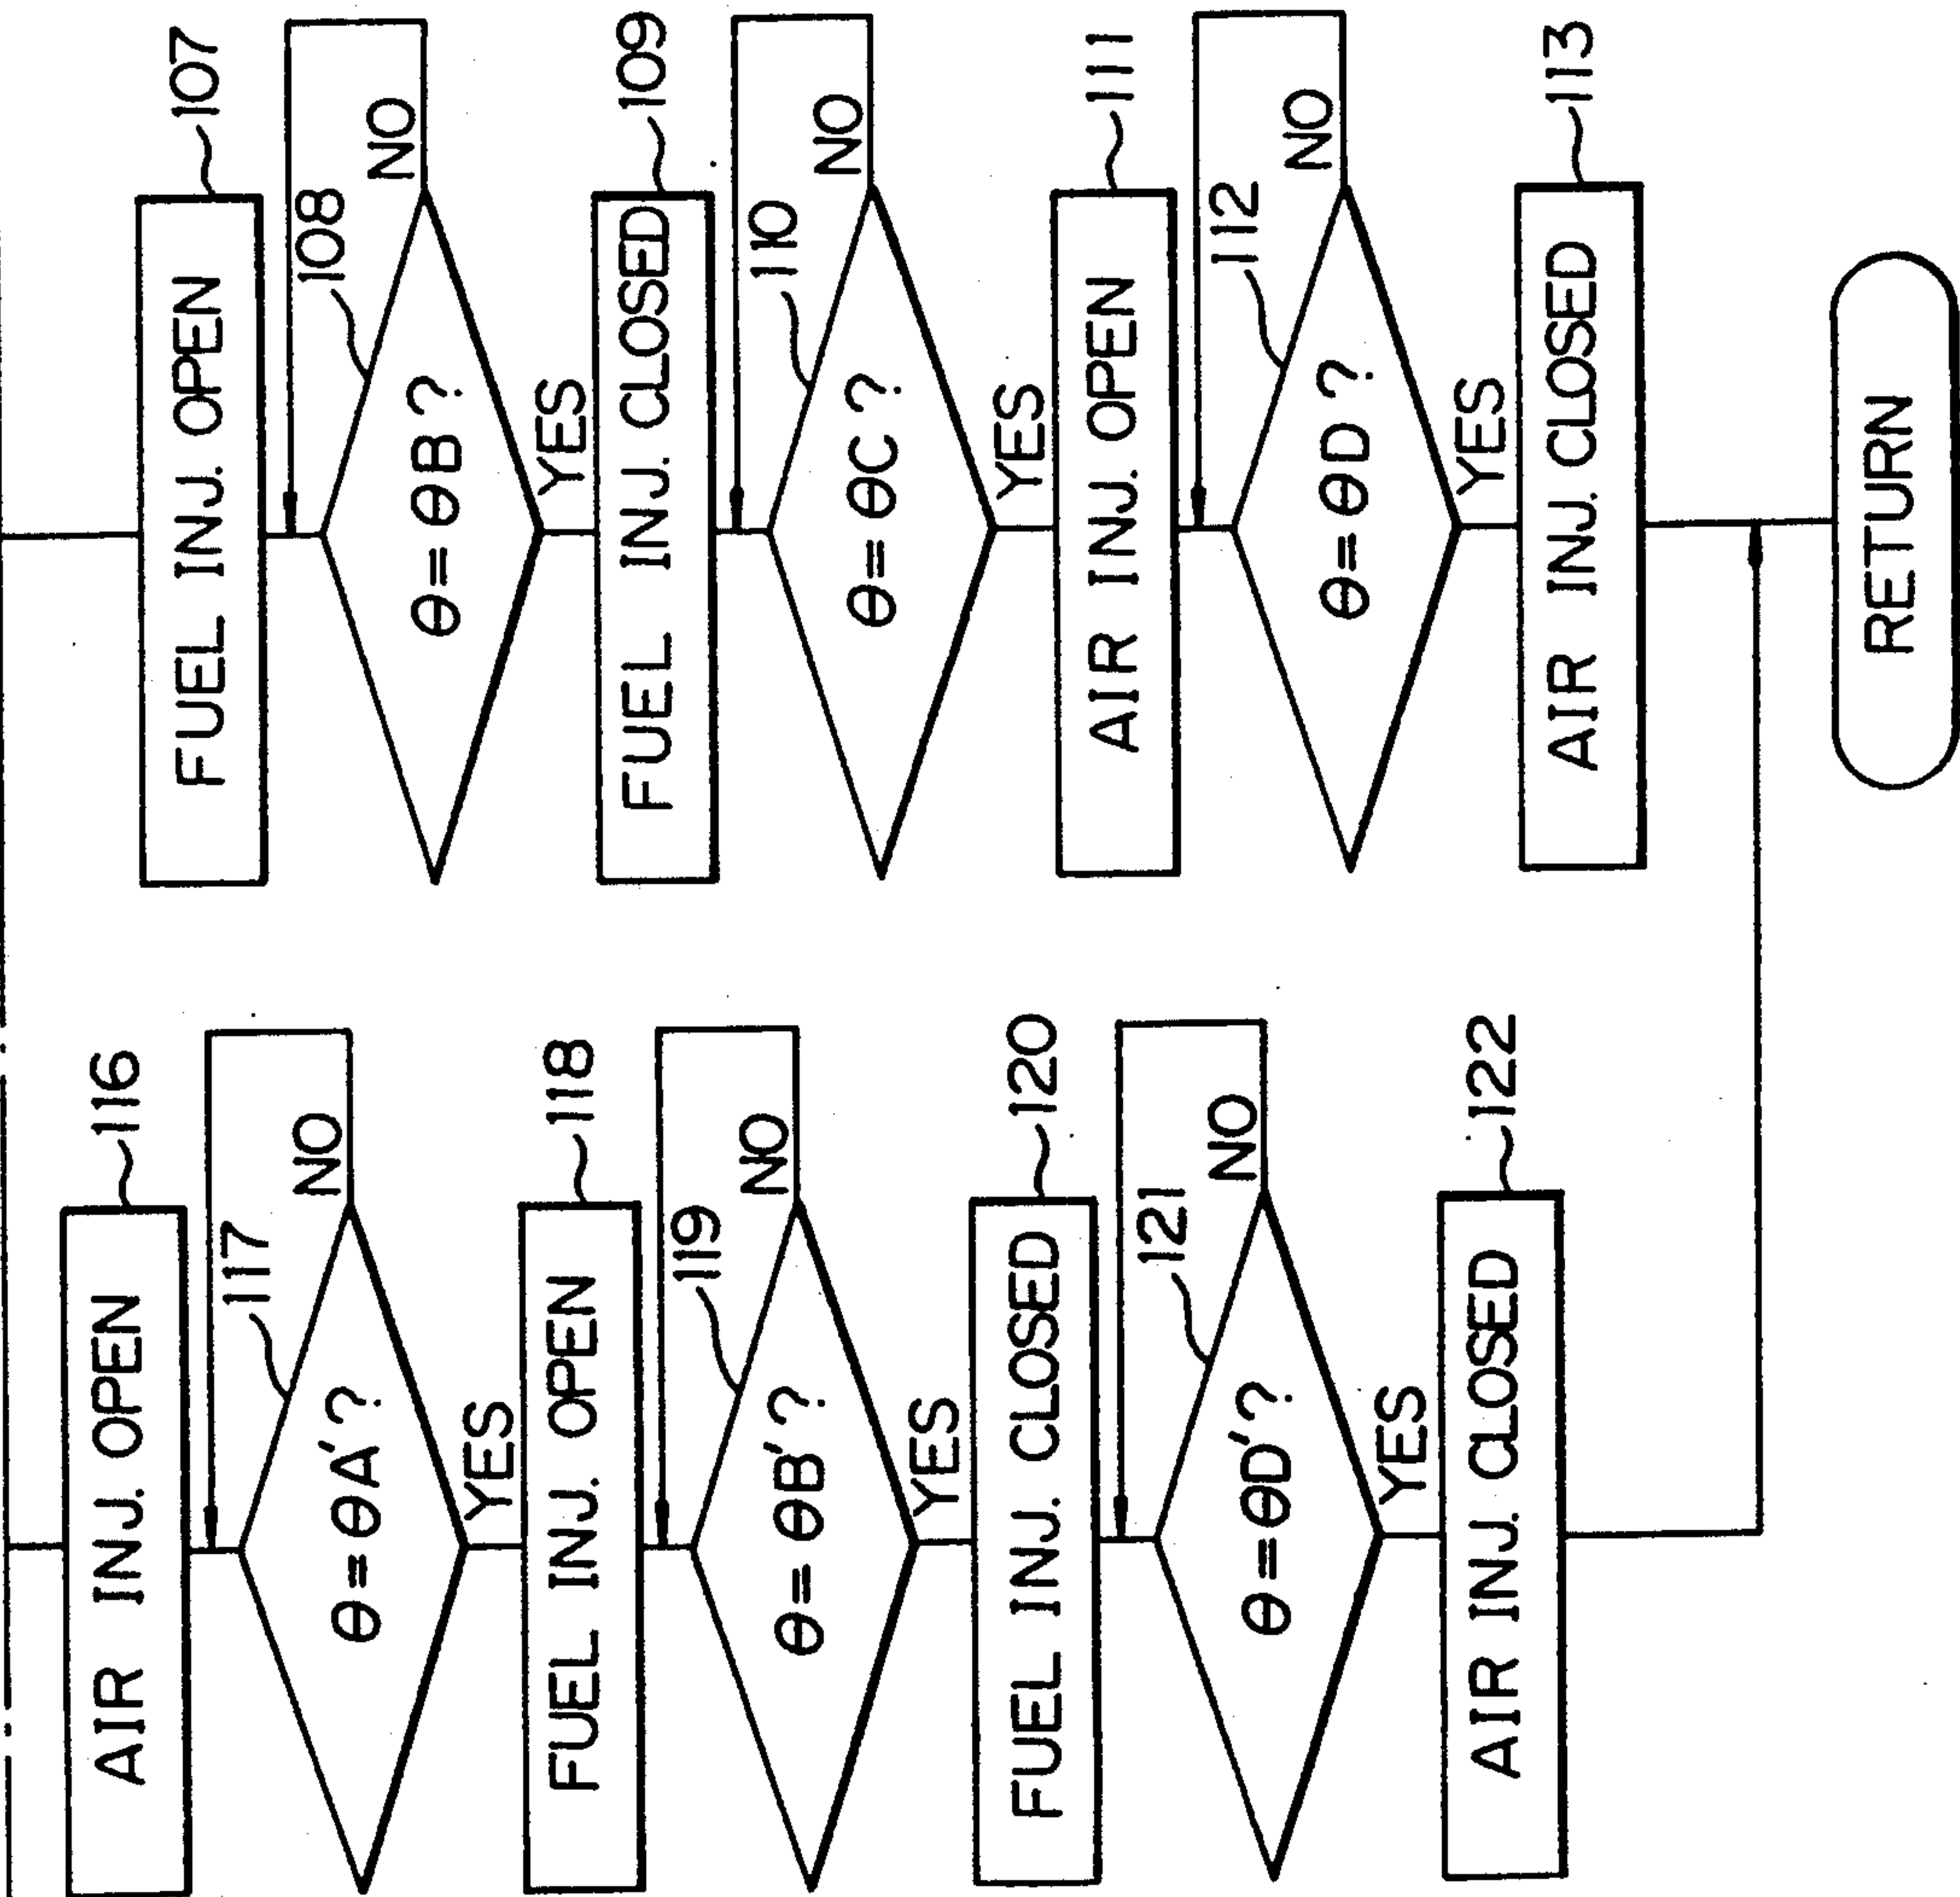 107
FUEL INJ. OPEN
108
NO
θ = θB ?
YES
109
FUEL INJ. CLOSED
110
NO
θ = θC ?
YES
111
AIR INJ. OPEN
112
NO
θ = θD ?
YES
113
AIR INJ. CLOSED
RETURN
116
AIR INJ. OPEN
117
NO
θ = θA' ?
YES
118
FUEL INJ. OPEN
119
NO
θ = θB' ?
YES
120
FUEL INJ. CLOSED
121
NO
θ = θD' ?
YES
122
AIR INJ. CLOSED